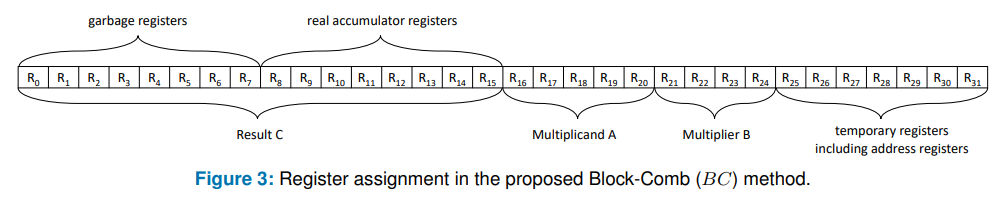 garbage registers real accumulator registers
R0 R1 R2 R3 R4 R5 R6 R7 R8 R9 R10 R11 R12 R13 R14 R15 R16 R17 R18 R19 R20 R21 R22 R23 R24 R25 R26 R27 R28 R29 R30 R31
Result C Multiplicand A Multiplier B temporary registers
including address registers
Figure 3: Register assignment in the proposed Block-Comb (BC) method.